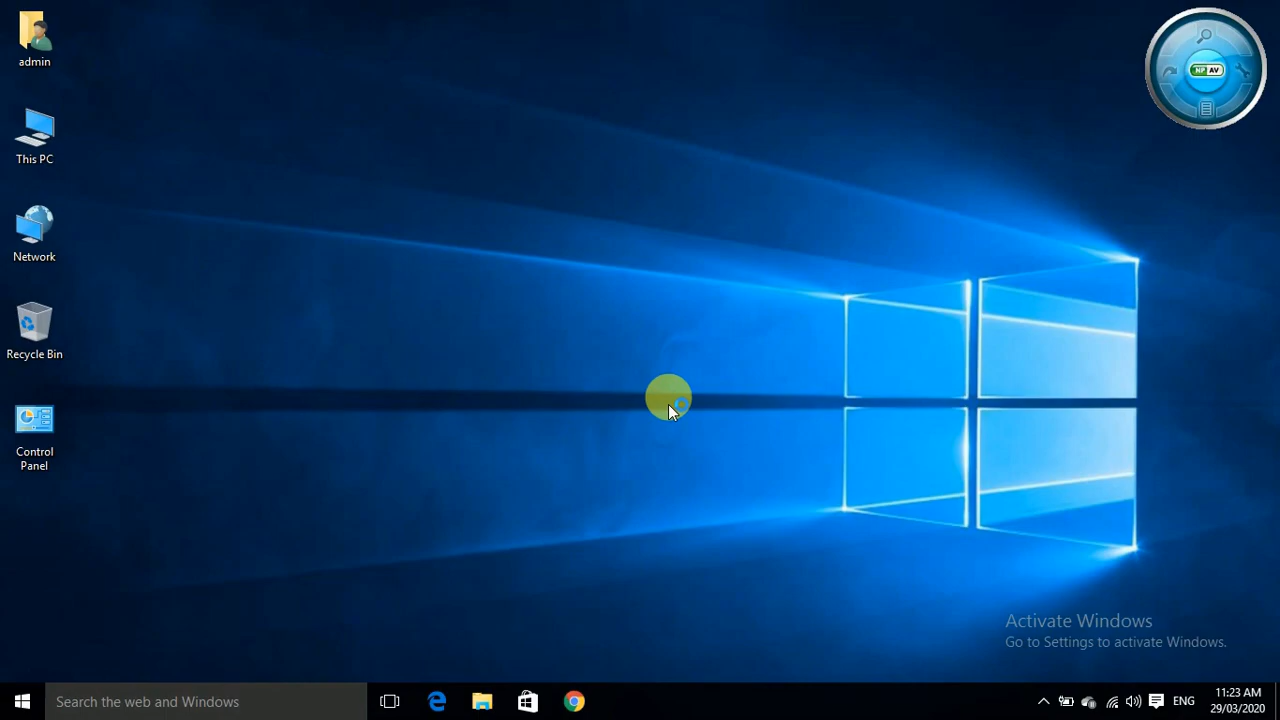 admin
This PC
Network
Recycle Bin
Control
Panel
NP AV
Activate Windows
Go to Settings to activate Windows.
Search the web and Windows
ENG
11:23 AM
29/03/2020